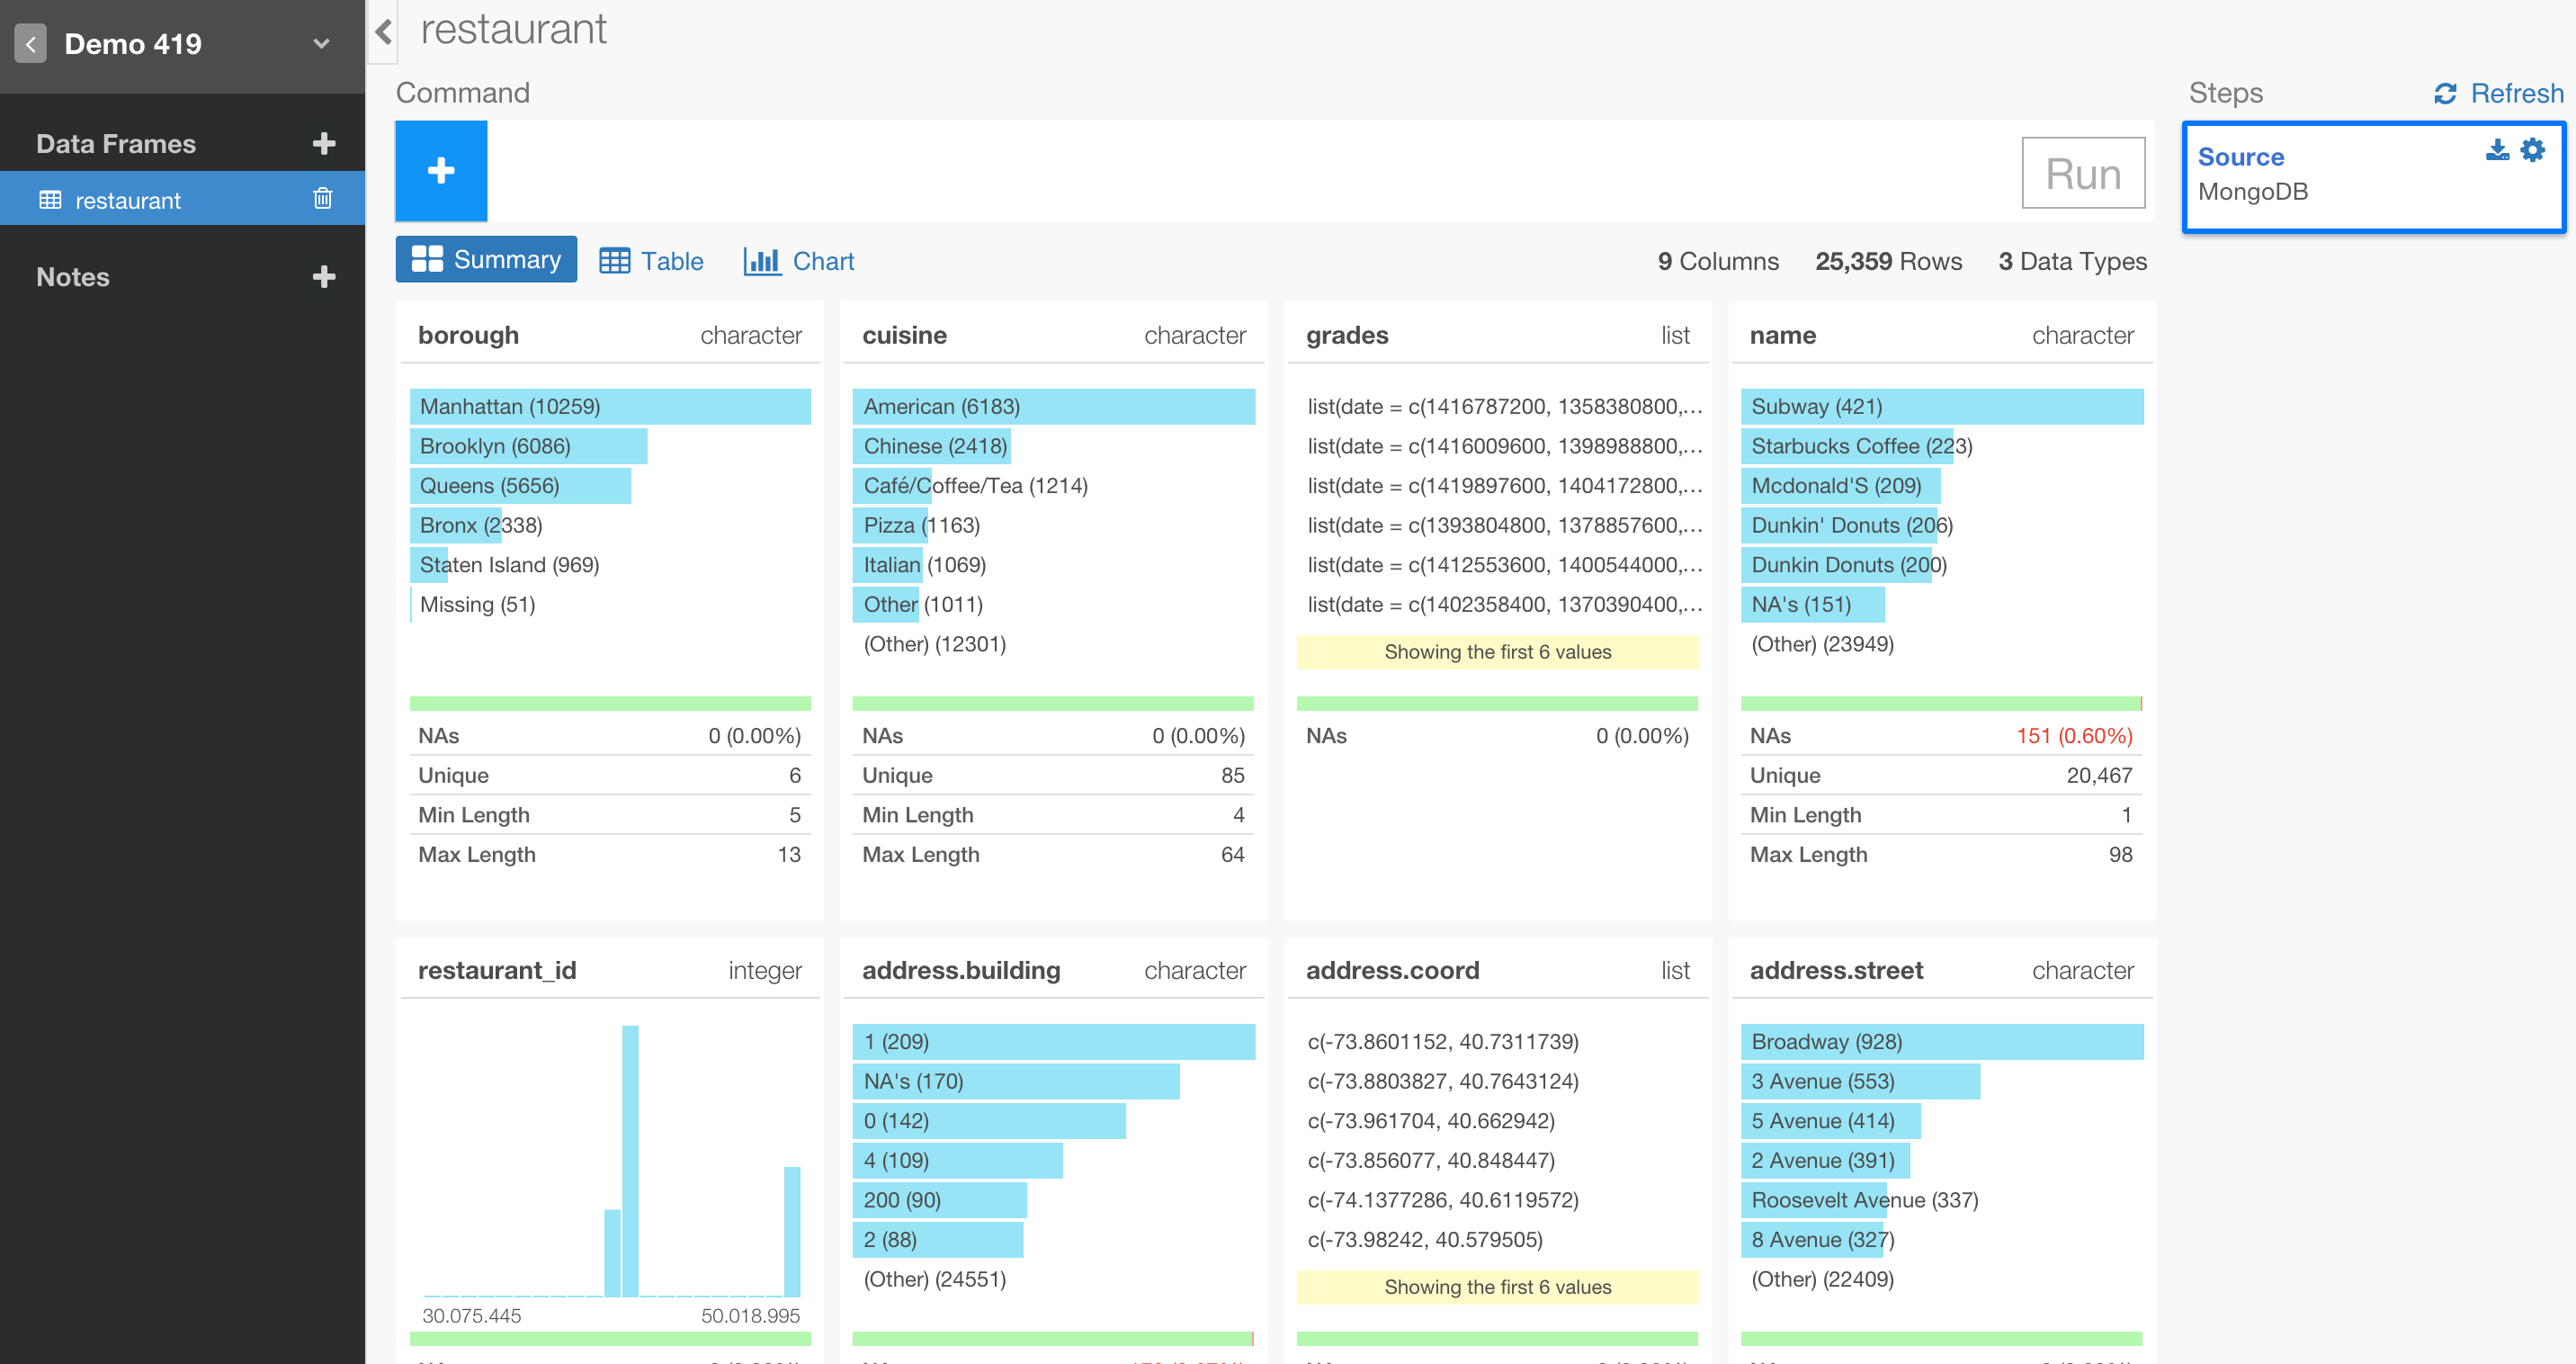 Demo 419
Data Frames
restaurant
Notes
restaurant
Command
Run
Steps
Refresh
Source
MongoDB
Summary
Table
Chart
9 Columns 25,359 Rows 3 Data Types
borough character
Manhattan (10259)
Brooklyn (6086)
Queens (5656)
Bronx (2338)
Staten Island (969)
Missing (51)
NAs 0 (0.00%)
Unique 6
Min Length 5
Max Length 13
cuisine character
American (6183)
Chinese (2418)
Café/Coffee/Tea (1214)
Pizza (1163)
Italian (1069)
Other (1011)
(Other) (12301)
NAs 0 (0.00%)
Unique 85
Min Length 4
Max Length 64
grades list
list(date = c(1416787200, 1358380800,...
list(date = c(1416009600, 1398988800,...
list(date = c(1419897600, 1404172800,...
list(date = c(1393804800, 1378857600,...
list(date = c(1412553600, 1400544000,...
list(date = c(1402358400, 1370390400,...
Showing the first 6 values
NAs 0 (0.00%)
name character
Subway (421)
Starbucks Coffee (223)
Mcdonald'S (209)
Dunkin' Donuts (206)
Dunkin Donuts (200)
NA's (151)
(Other) (23949)
NAs 151 (0.60%)
Unique 20,467
Min Length 1
Max Length 98
restaurant_id integer
30.075.445 50.018.995
address.building character
1 (209)
NA's (170)
0 (142)
4 (109)
200 (90)
2 (88)
(Other) (24551)
address.coord list
c(-73.8601152, 40.7311739)
c(-73.8803827, 40.7643124)
c(-73.961704, 40.662942)
c(-73.856077, 40.848447)
c(-74.1377286, 40.6119572)
c(-73.98242, 40.579505)
Showing the first 6 values
address.street character
Broadway (928)
3 Avenue (553)
5 Avenue (414)
2 Avenue (391)
Roosevelt Avenue (337)
8 Avenue (327)
(Other) (22409)